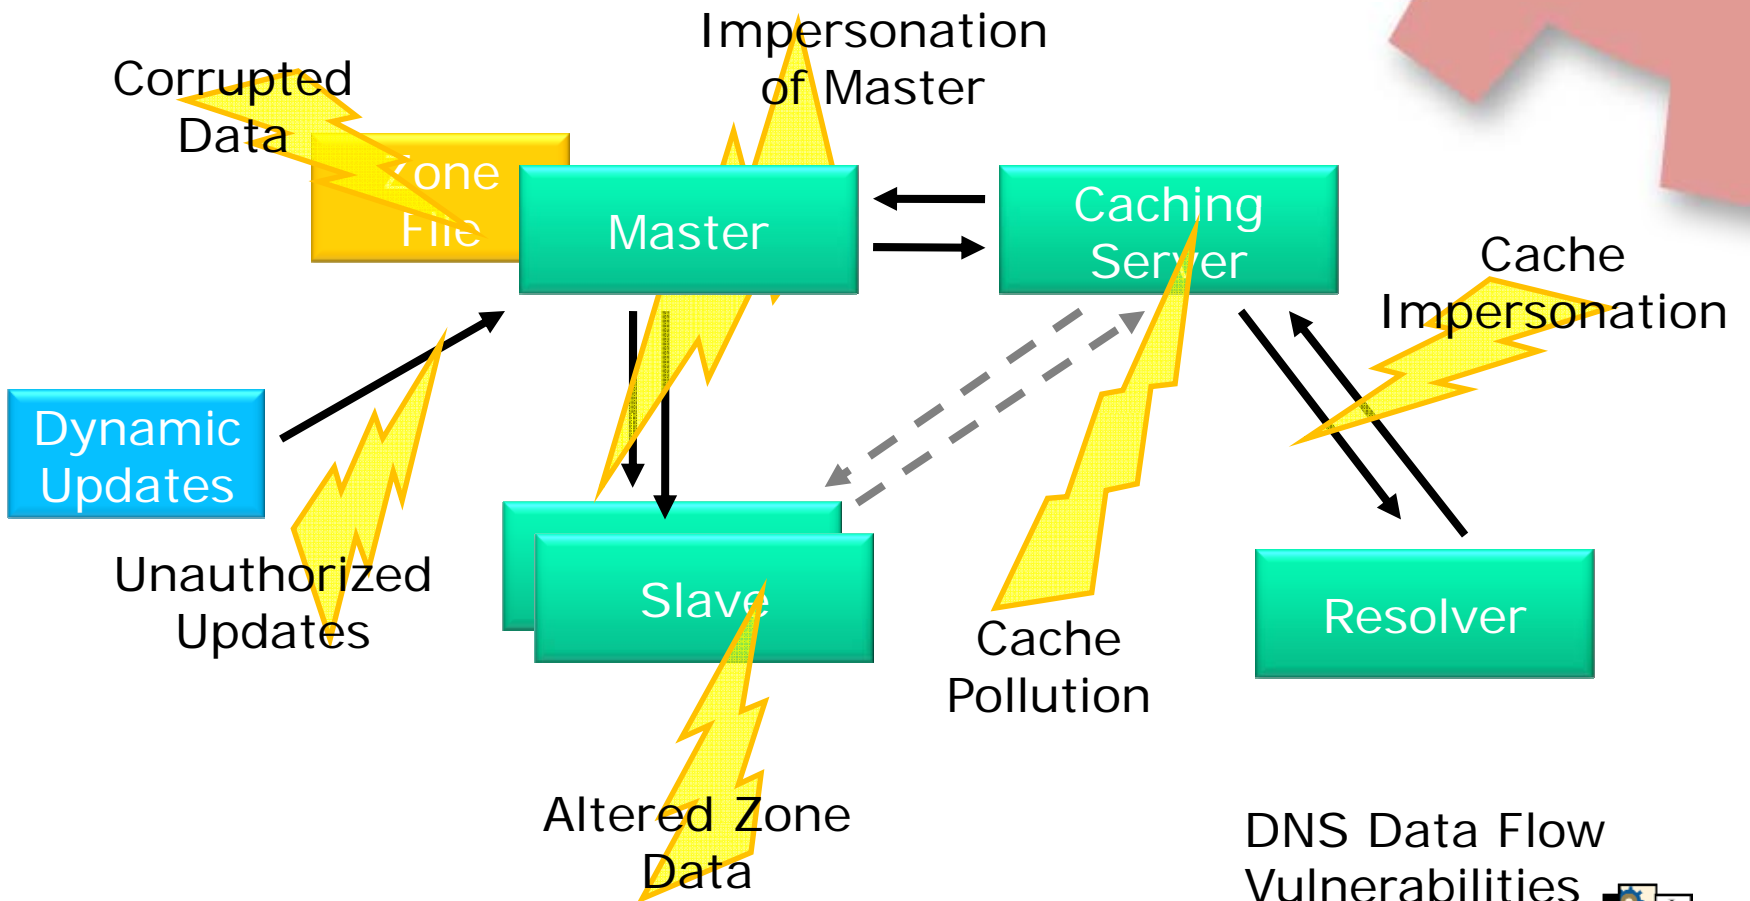 Impersonation
of Master
Corrupted
Data
Zone
File
Master
Caching
Server
Cache
Impersonation
Dynamic
Updates
Unauthorized
Updates
Slave
Cache
Pollution
Resolver
Altered Zone
Data
DNS Data Flow
Vulnerabilities